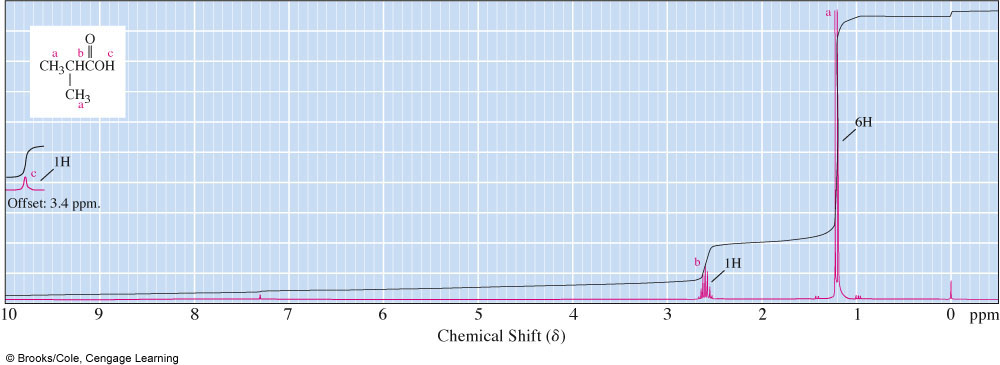 a
O
a b c
CH3CHCOH
CH3
a
6H
c
1H
Offset: 3.4 ppm.
b
1H
10 9 8 7 6 5 4 3 2 1 0 ppm
Chemical Shift (δ)
© Brooks/Cole, Cengage Learning